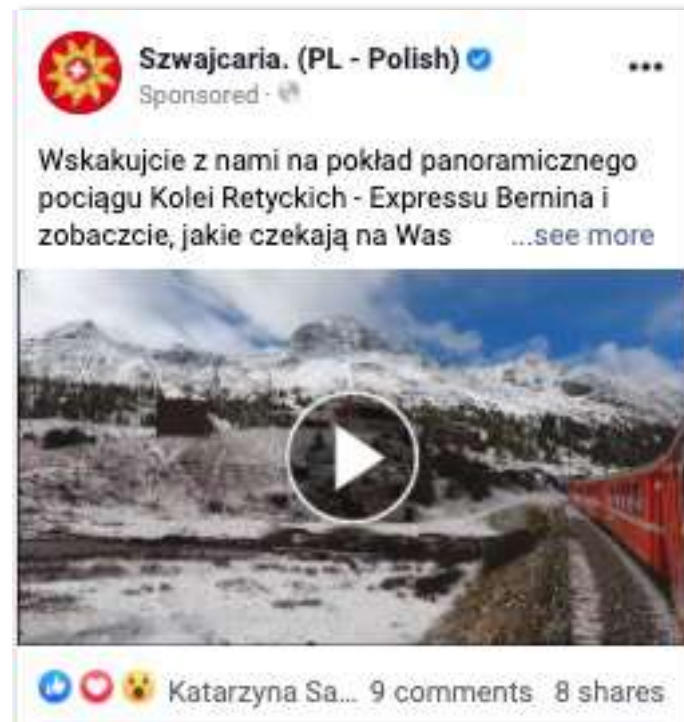 Szwajcaria. (PL - Polish)
Sponsored ·
Wskakujcie z nami na pokład panoramicznego
pociągu Kolei Retyckich - Expressu Bernina i
zobaczcie, jakie czekają na Was ...see more
Katarzyna Sa... 9 comments 8 shares